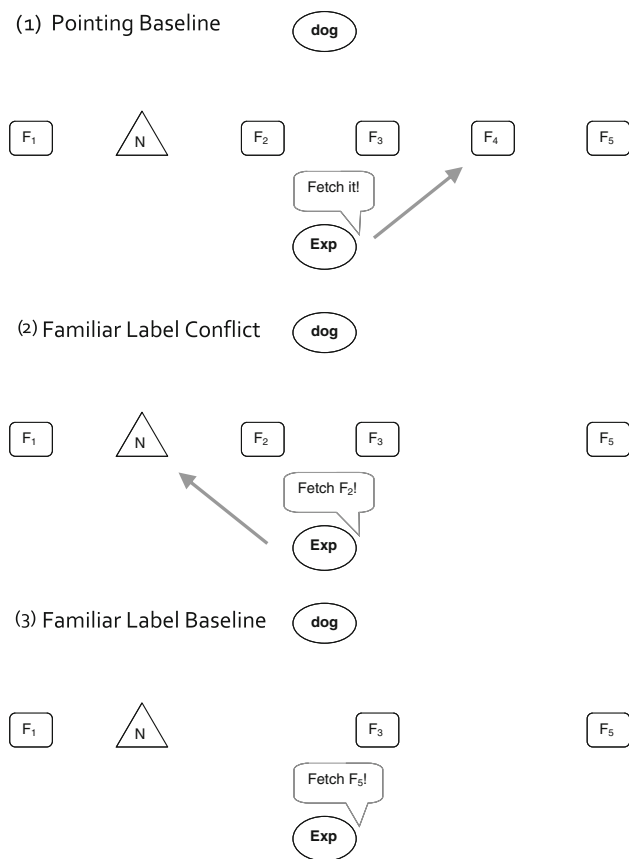 (1) Pointing Baseline dog
F₁ N F₂ F₃ F₄ F₅
Fetch it!
Exp
(2) Familiar Label Conflict dog
F₁ N F₂ F₃ F₅
Fetch F₂!
Exp
(3) Familiar Label Baseline dog
F₁ N F₃ F₅
Fetch F₅!
Exp